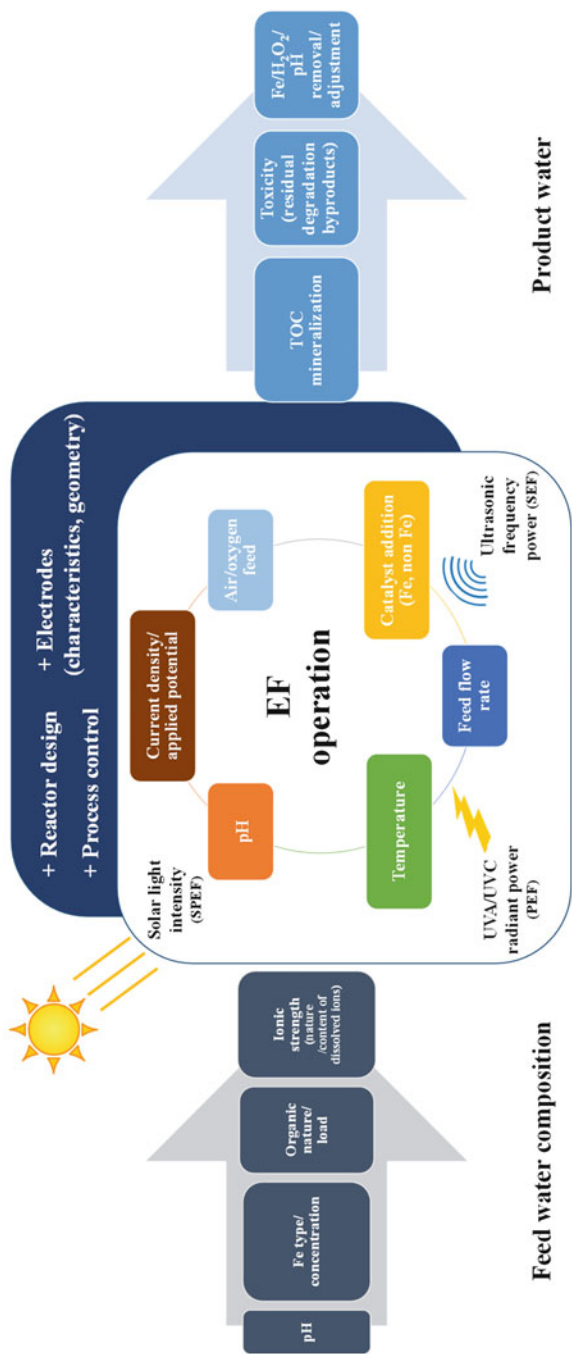 pH
Fe type/
concentration
Organic
nature/
load
Ionic
strength
(nature
/content of
dissolved ions)
Feed water composition
+ Reactor design
+ Process control
+ Electrodes
(characteristics, geometry)
Solar light
intensity
(SPEF)
Current density/
applied potential
pH
Air/oxygen
feed
EF
operation
Temperature
Catalyst addition
(Fe, non Fe)
Feed flow
rate
UVA/UVC
radiant power
(PEF)
Ultrasonic
frequency
power (SEF)
TOC
mineralization
Toxicity
(residual
degradation
byproducts)
Fe/H₂O₂/
pH
removal/
adjustment
Product water